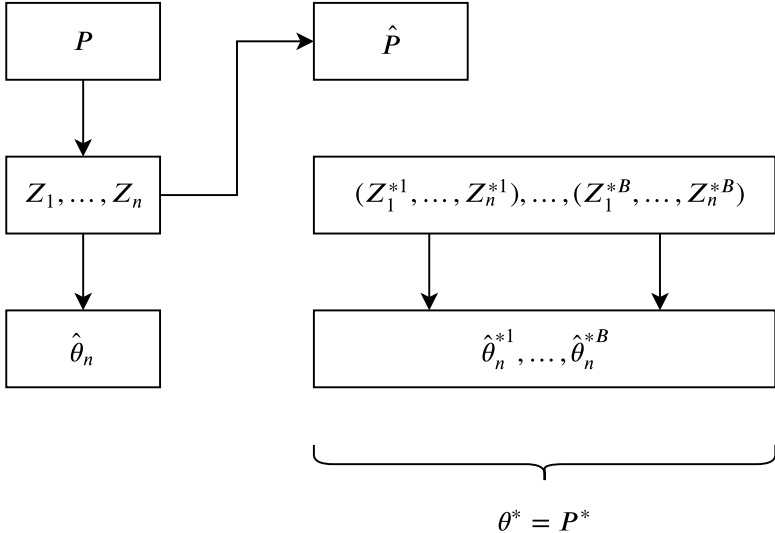 P
P̂
Z₁, …, Zₙ
(Z₁*¹, …, Zₙ*¹), …, (Z₁*ᴮ, …, Zₙ*ᴮ)
θ̂ₙ
θ̂ₙ*¹, …, θ̂ₙ*ᴮ
θ* = P*